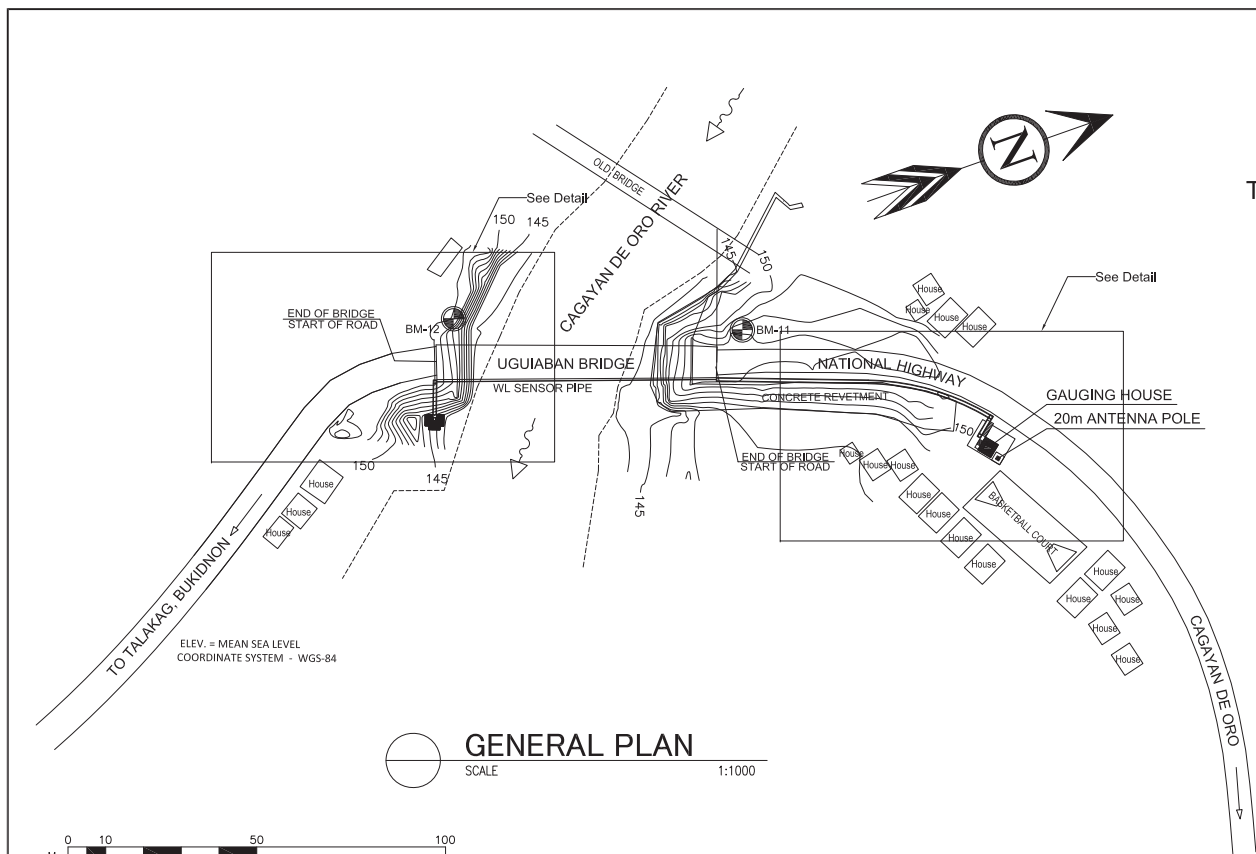 N
T
OLD BRIDGE
See Detail
150
145
CAGAYAN DE ORO RIVER
145
150
See Detail
House
House
House
House
END OF BRIDGE
START OF ROAD
BM-12
BM-11
UGUIABAN BRIDGE
WL SENSOR PIPE
NATIONAL HIGHWAY
CONCRETE REVETMENT
GAUGING HOUSE
20m ANTENNA POLE
150
END OF BRIDGE
START OF ROAD
150
145
145
House
House
House
House
House
House
House
House
House
House
BASKETBALL COURT
House
House
House
House
House
TO TALAKAG, BUKIDNON
CAGAYAN DE ORO
ELEV. = MEAN SEA LEVEL
COORDINATE SYSTEM - WGS-84
GENERAL PLAN
SCALE 1:1000
0 10 50 100